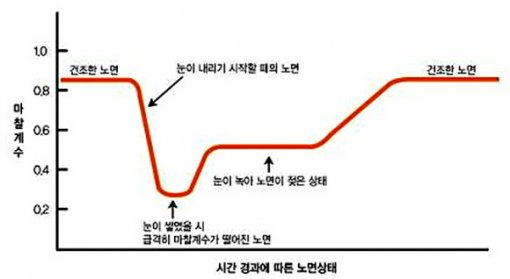 1.0
0.8
0.6
0.4
0.2
마찰계수
건조한 노면
눈이 내리기 시작할 때의 노면
건조한 노면
눈이 녹아 노면이 젖은 상태
눈이 쌓였을 시
급격히 마찰계수가 떨어진 노면
시간 경과에 따른 노면상태